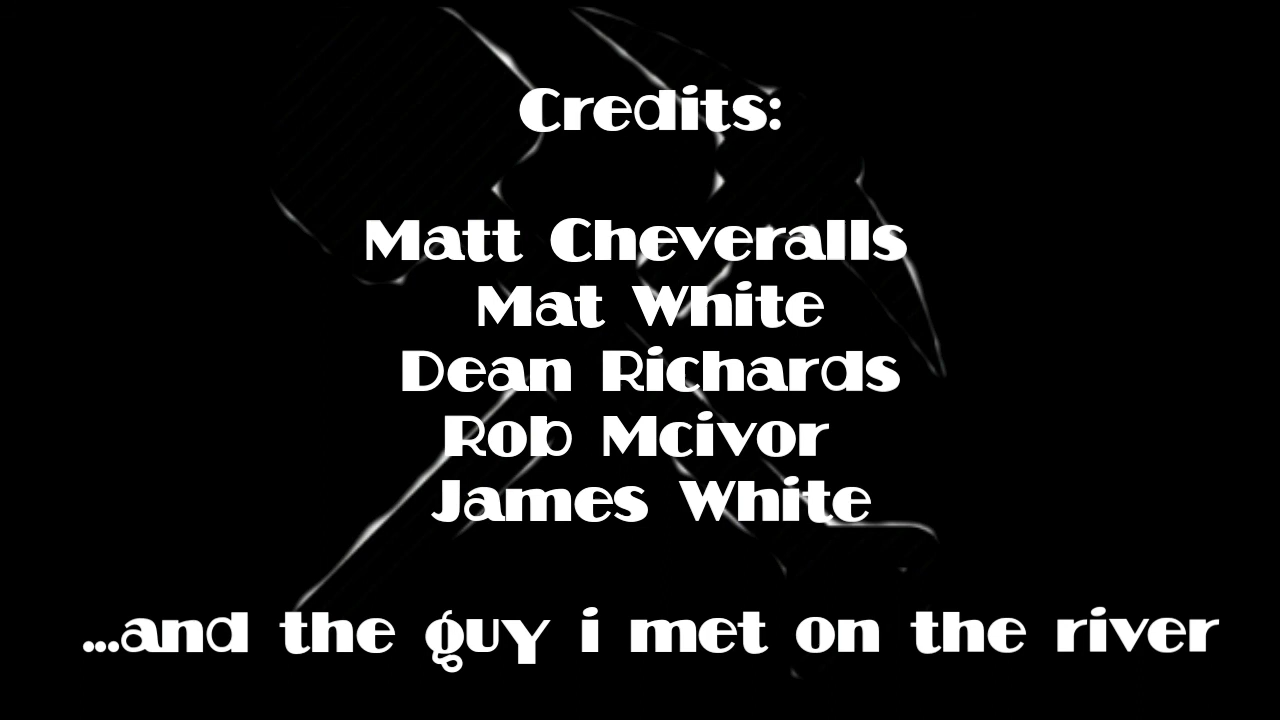 Credits:
Matt Cheveralls
Mat White
Dean Richards
Rob Mcivor
James White
...and the guy i met on the river